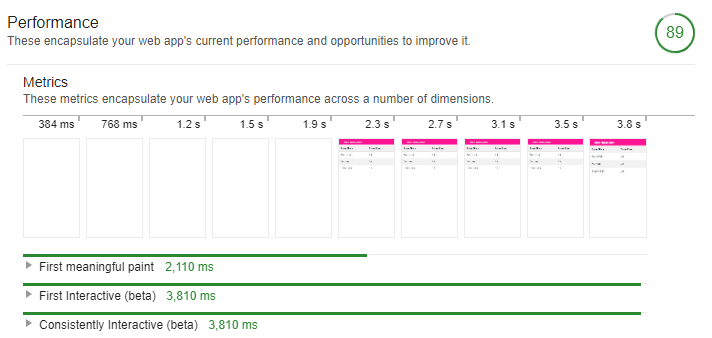 Performance
These encapsulate your web app's current performance and opportunities to improve it.
89
Metrics
These metrics encapsulate your web app's performance across a number of dimensions.
384 ms 768 ms 1.2 s 1.5 s 1.9 s 2.3 s 2.7 s 3.1 s 3.5 s 3.8 s
First meaningful paint 2,110 ms
First Interactive (beta) 3,810 ms
Consistently Interactive (beta) 3,810 ms